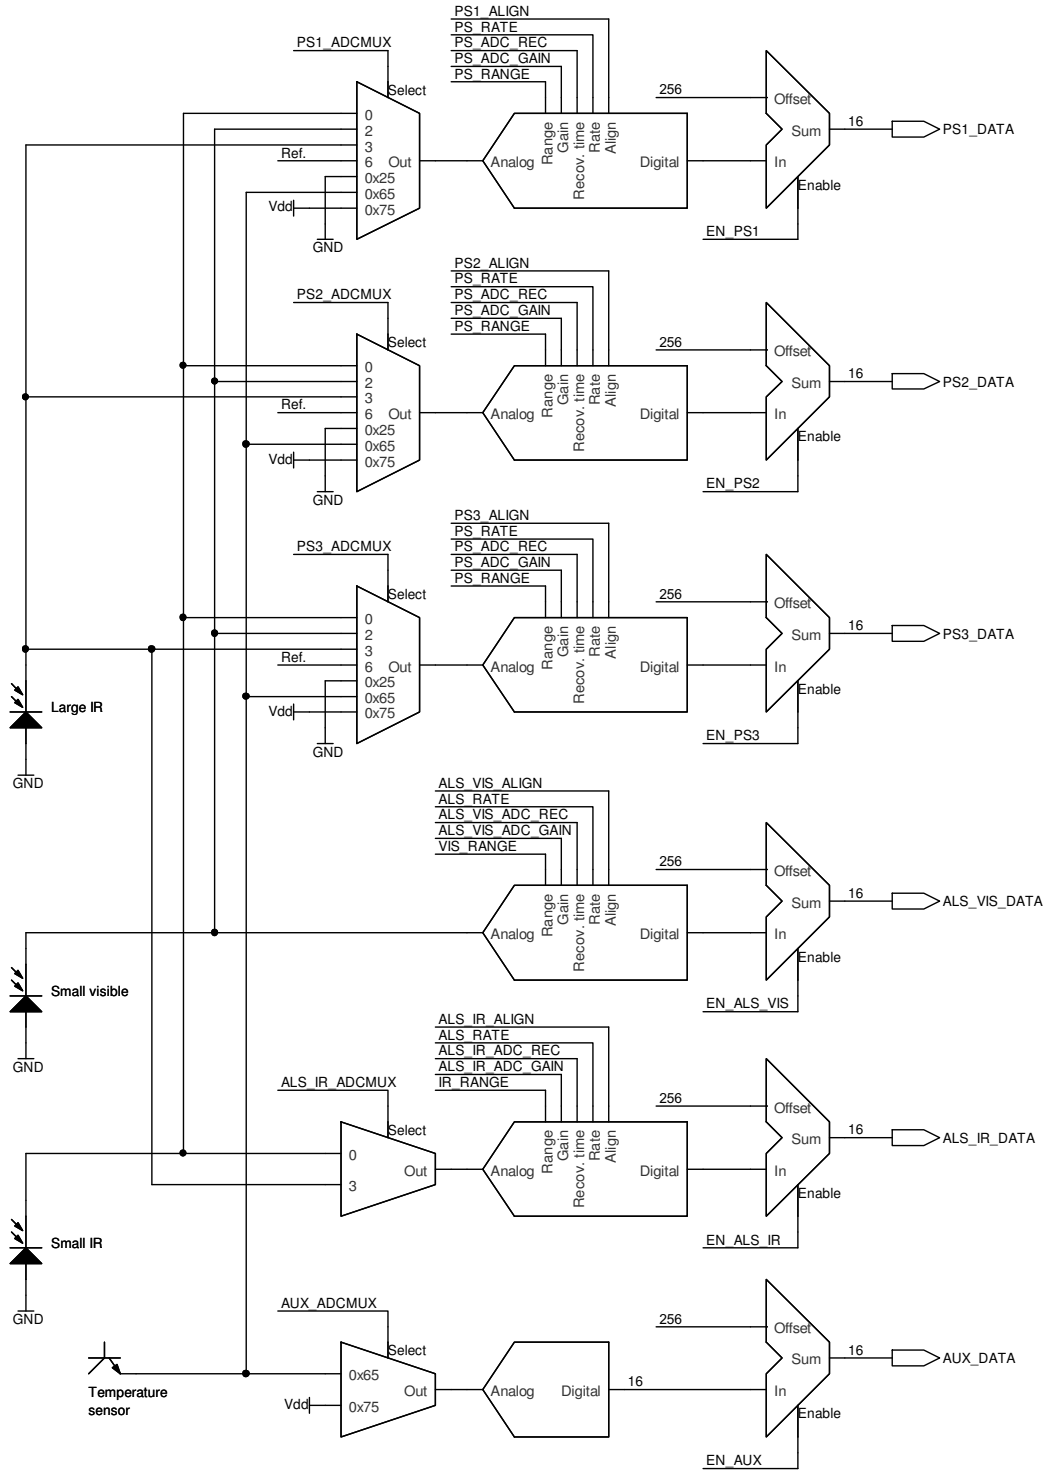 PS1_ALIGN
PS_RATE
PS_ADC_REC
PS_ADC_GAIN
PS_RANGE
PS1_ADCMUX
Select
0
2
3
6
0x25
0x65
0x75
Out
Ref.
Vdd
GND
Analog
Range
Gain
Recov. time
Rate
Align
Digital
256
Offset
Sum
In
Enable
EN_PS1
16
PS1_DATA
PS2_ALIGN
PS_RATE
PS_ADC_REC
PS_ADC_GAIN
PS_RANGE
PS2_ADCMUX
Select
0
2
3
6
0x25
0x65
0x75
Out
Ref.
Vdd
GND
Analog
Range
Gain
Recov. time
Rate
Align
Digital
256
Offset
Sum
In
Enable
EN_PS2
16
PS2_DATA
PS3_ALIGN
PS_RATE
PS_ADC_REC
PS_ADC_GAIN
PS_RANGE
PS3_ADCMUX
Select
0
2
3
6
0x25
0x65
0x75
Out
Ref.
Vdd
GND
Analog
Range
Gain
Recov. time
Rate
Align
Digital
256
Offset
Sum
In
Enable
EN_PS3
16
PS3_DATA
Large IR
GND
ALS_VIS_ALIGN
ALS_RATE
ALS_VIS_ADC_REC
ALS_VIS_ADC_GAIN
VIS_RANGE
Analog
Range
Gain
Recov. time
Rate
Align
Digital
256
Offset
Sum
In
Enable
EN_ALS_VIS
16
ALS_VIS_DATA
Small visible
GND
ALS_IR_ALIGN
ALS_RATE
ALS_IR_ADC_REC
ALS_IR_ADC_GAIN
IR_RANGE
ALS_IR_ADCMUX
Select
0
3
Out
Analog
Range
Gain
Recov. time
Rate
Align
Digital
256
Offset
Sum
In
Enable
EN_ALS_IR
16
ALS_IR_DATA
Small IR
GND
AUX_ADCMUX
Select
0x65
0x75
Out
Vdd
Temperature
sensor
Analog
Digital
16
256
Offset
Sum
In
Enable
EN_AUX
16
AUX_DATA